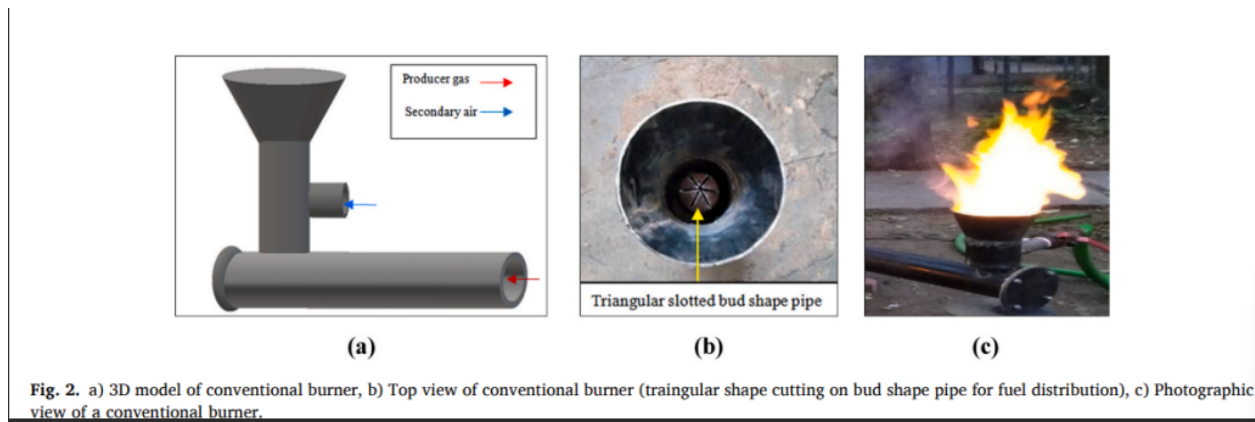 Producer gas
Secondary air
Triangular slotted bud shape pipe
(a)
(b)
(c)
Fig. 2. a) 3D model of conventional burner, b) Top view of conventional burner (traingular shape cutting on bud shape pipe for fuel distribution), c) Photographic
view of a conventional burner.